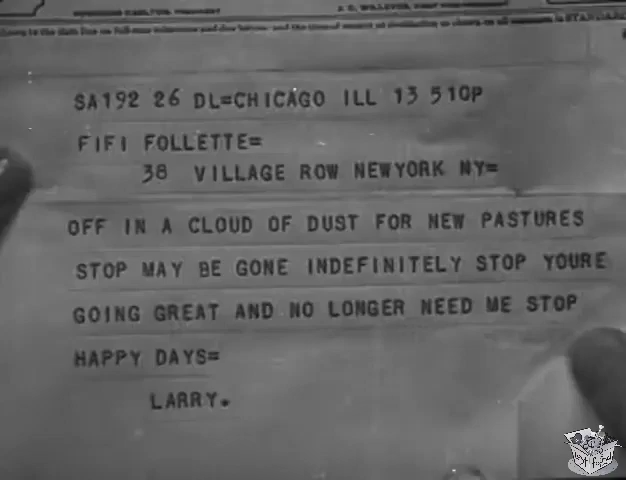 SA192 26 DL=CHICAGO ILL 13 510P
FIFI FOLLETTE=
38 VILLAGE ROW NEWYORK NY=
OFF IN A CLOUD OF DUST FOR NEW PASTURES
STOP MAY BE GONE INDEFINITELY STOP YOURE
GOING GREAT AND NO LONGER NEED ME STOP
HAPPY DAYS=
LARRY.